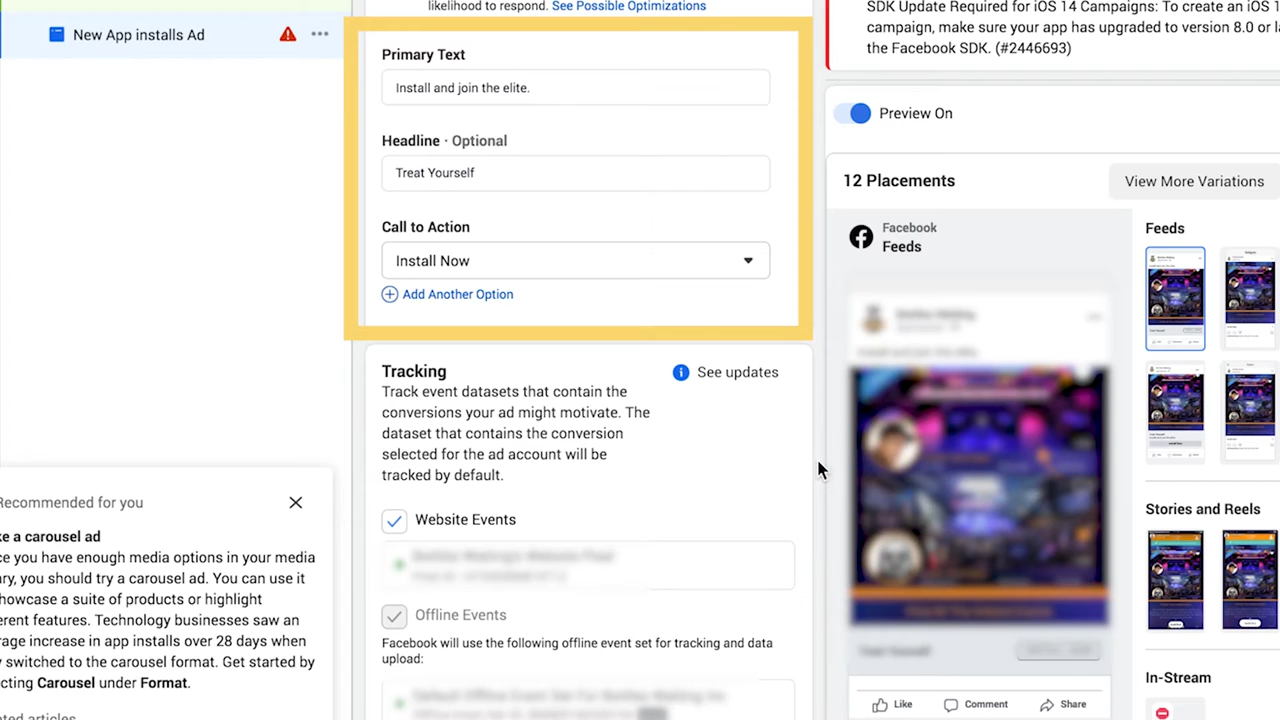 New App installs Ad
Recommended for you
ke a carousel ad
ce you have enough media options in your media
ary, you should try a carousel ad. You can use it
howcase a suite of products or highlight
erent features. Technology businesses saw an
rage increase in app installs over 28 days when
y switched to the carousel format. Get started by
cting Carousel under Format.
ted articles
likelihood to respond. See Possible Optimizations
Primary Text
Install and join the elite.
Headline · Optional
Treat Yourself
Call to Action
Install Now
Add Another Option
Tracking
See updates
Track event datasets that contain the
conversions your ad might motivate. The
dataset that contains the conversion
selected for the ad account will be
tracked by default.
Website Events
Offline Events
Facebook will use the following offline event set for tracking and data
upload:
SDK Update Required for iOS 14 Campaigns: To create an iOS 1
campaign, make sure your app has upgraded to version 8.0 or la
the Facebook SDK. (#2446693)
Preview On
12 Placements
View More Variations
Facebook
Feeds
Like
Comment
Share
Feeds
Stories and Reels
In-Stream